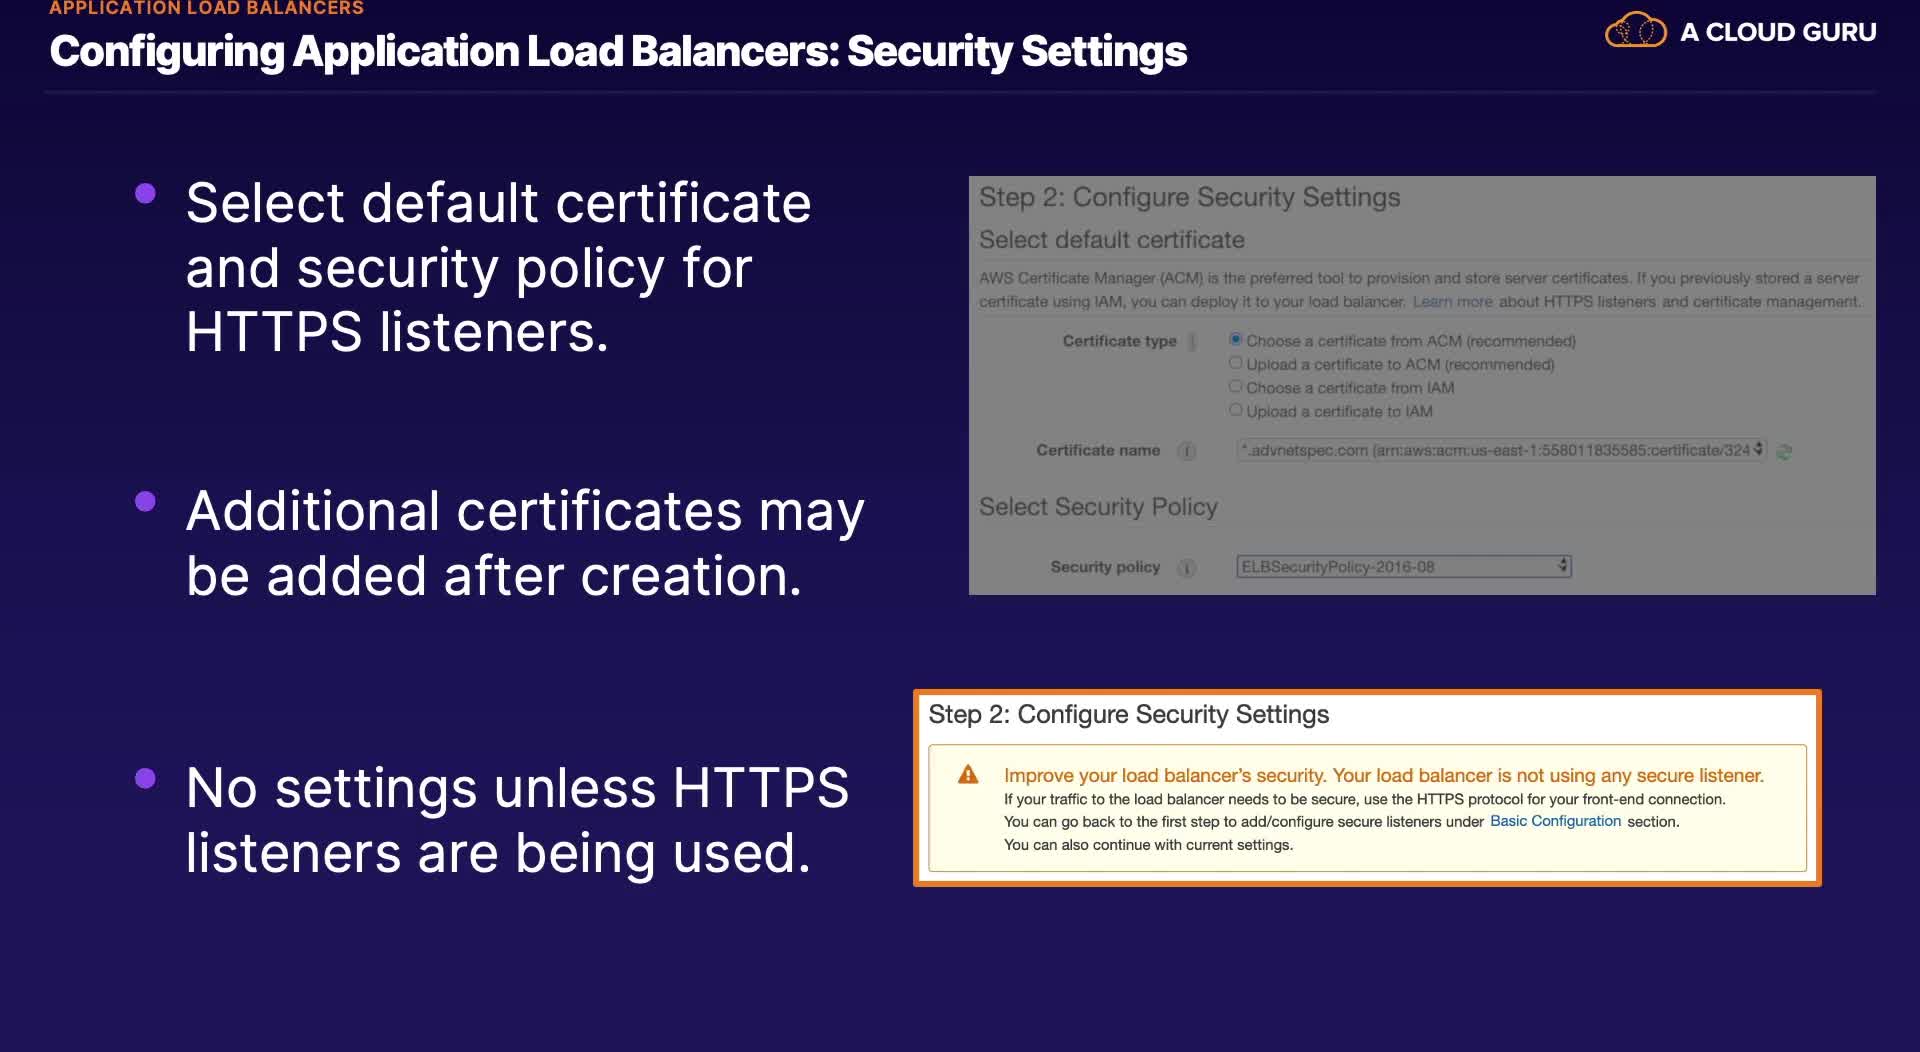 APPLICATION LOAD BALANCERS
Configuring Application Load Balancers: Security Settings
A CLOUD GURU
Select default certificate
and security policy for
HTTPS listeners.
Additional certificates may
be added after creation.
No settings unless HTTPS
listeners are being used.
Step 2: Configure Security Settings
Select default certificate
AWS Certificate Manager (ACM) is the preferred tool to provision and store server certificates. If you previously stored a server
certificate using IAM, you can deploy it to your load balancer. Learn more about HTTPS listeners and certificate management.
Certificate type
Choose a certificate from ACM (recommended)
Upload a certificate to ACM (recommended)
Choose a certificate from IAM
Upload a certificate to IAM
Certificate name
*.advnetspec.com (arn:aws:acm:us-east-1:558011835585:certificate/324
Select Security Policy
Security policy
ELBSecurityPolicy-2016-08
Step 2: Configure Security Settings
Improve your load balancer's security. Your load balancer is not using any secure listener.
If your traffic to the load balancer needs to be secure, use the HTTPS protocol for your front-end connection.
You can go back to the first step to add/configure secure listeners under Basic Configuration section.
You can also continue with current settings.